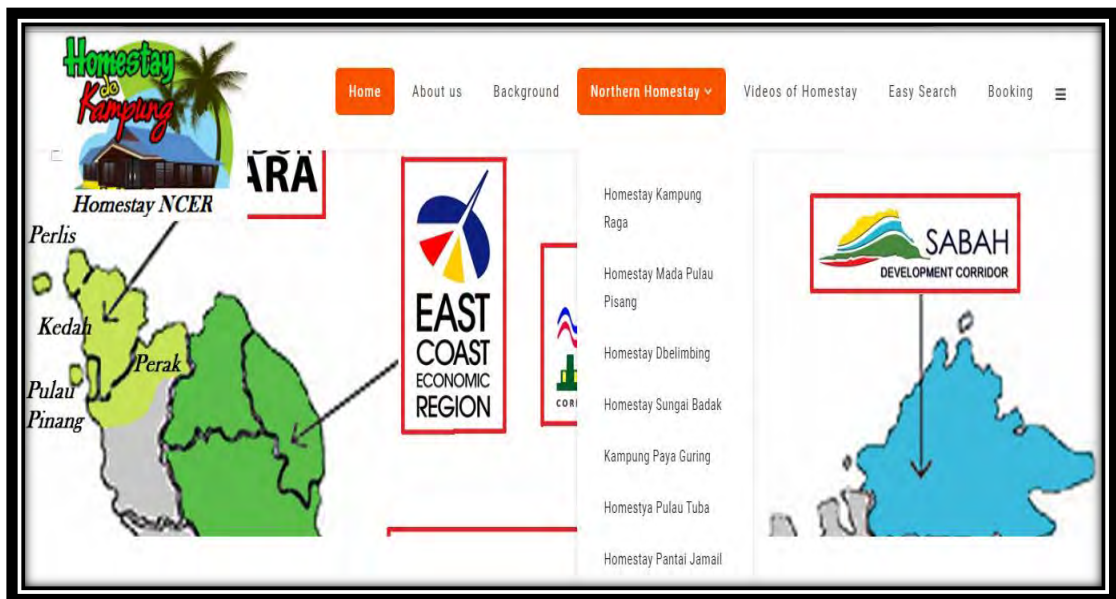 Homestay
de
Kampung
Homestay NCER
Home About us Background Northern Homestay Videos of Homestay Easy Search Booking
ARA
Perlis
Kedah
Perak
Pulau
Pinang
EAST
COAST
ECONOMIC
REGION
Homestay Kampung
Raga
Homestay Mada Pulau
Pisang
Homestay Dbelimbing
Homestay Sungai Badak
Kampung Paya Guring
Homestya Pulau Tuba
Homestay Pantai Jamail
SABAH
DEVELOPMENT CORRIDOR